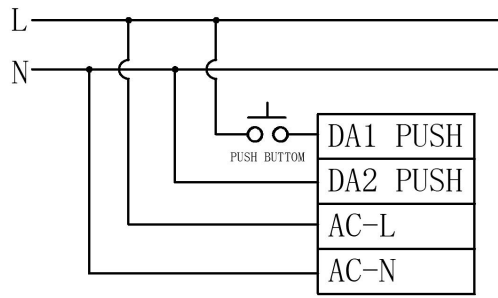 L
N
PUSH BUTTOM
DA1 PUSH
DA2 PUSH
AC-L
AC-N